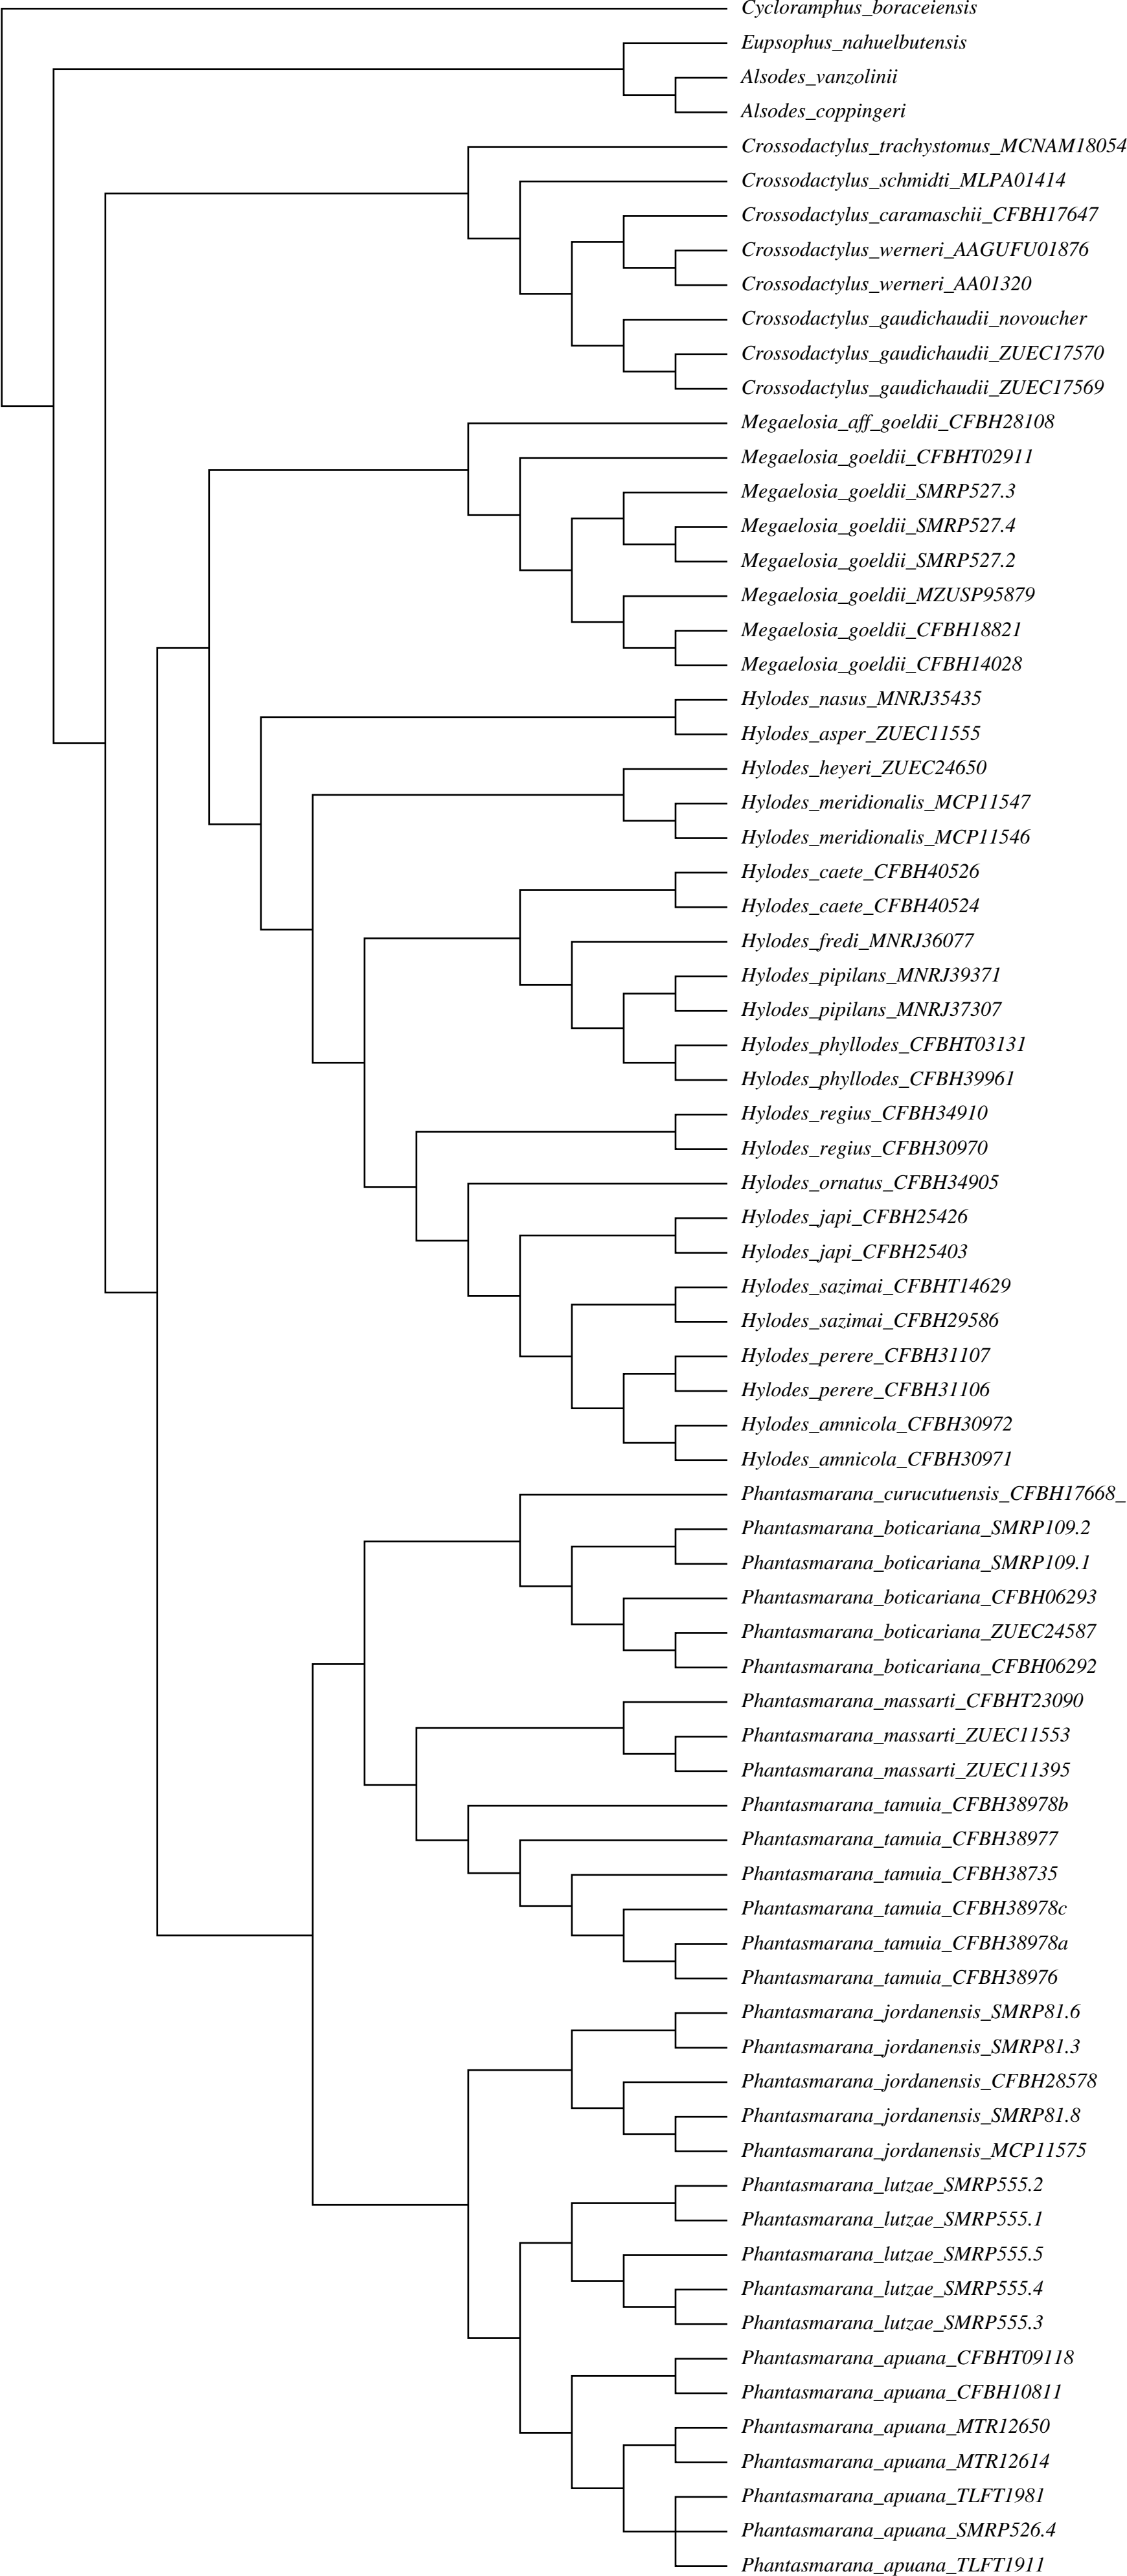 Cycloramphus_boraceiensis
Eupsophus_nahuelbutensis
Alsodes_vanzolinii
Alsodes_coppingeri
Crossodactylus_trachystomus_MCNAM18054
Crossodactylus_schmidti_MLPA01414
Crossodactylus_caramaschii_CFBH17647
Crossodactylus_werneri_AAGUFU01876
Crossodactylus_werneri_AA01320
Crossodactylus_gaudichaudii_novoucher
Crossodactylus_gaudichaudii_ZUEC17570
Crossodactylus_gaudichaudii_ZUEC17569
Megaelosia_aff_goeldii_CFBH28108
Megaelosia_goeldii_CFBHT02911
Megaelosia_goeldii_SMRP527.3
Megaelosia_goeldii_SMRP527.4
Megaelosia_goeldii_SMRP527.2
Megaelosia_goeldii_MZUSP95879
Megaelosia_goeldii_CFBH18821
Megaelosia_goeldii_CFBH14028
Hylodes_nasus_MNRJ35435
Hylodes_asper_ZUEC11555
Hylodes_heyeri_ZUEC24650
Hylodes_meridionalis_MCP11547
Hylodes_meridionalis_MCP11546
Hylodes_caete_CFBH40526
Hylodes_caete_CFBH40524
Hylodes_fredi_MNRJ36077
Hylodes_pipilans_MNRJ39371
Hylodes_pipilans_MNRJ37307
Hylodes_phyllodes_CFBHT03131
Hylodes_phyllodes_CFBH39961
Hylodes_regius_CFBH34910
Hylodes_regius_CFBH30970
Hylodes_ornatus_CFBH34905
Hylodes_japi_CFBH25426
Hylodes_japi_CFBH25403
Hylodes_sazimai_CFBHT14629
Hylodes_sazimai_CFBH29586
Hylodes_perere_CFBH31107
Hylodes_perere_CFBH31106
Hylodes_amnicola_CFBH30972
Hylodes_amnicola_CFBH30971
Phantasmarana_curucutuensis_CFBH17668_
Phantasmarana_boticariana_SMRP109.2
Phantasmarana_boticariana_SMRP109.1
Phantasmarana_boticariana_CFBH06293
Phantasmarana_boticariana_ZUEC24587
Phantasmarana_boticariana_CFBH06292
Phantasmarana_massarti_CFBHT23090
Phantasmarana_massarti_ZUEC11553
Phantasmarana_massarti_ZUEC11395
Phantasmarana_tamuia_CFBH38978b
Phantasmarana_tamuia_CFBH38977
Phantasmarana_tamuia_CFBH38735
Phantasmarana_tamuia_CFBH38978c
Phantasmarana_tamuia_CFBH38978a
Phantasmarana_tamuia_CFBH38976
Phantasmarana_jordanensis_SMRP81.6
Phantasmarana_jordanensis_SMRP81.3
Phantasmarana_jordanensis_CFBH28578
Phantasmarana_jordanensis_SMRP81.8
Phantasmarana_jordanensis_MCP11575
Phantasmarana_lutzae_SMRP555.2
Phantasmarana_lutzae_SMRP555.1
Phantasmarana_lutzae_SMRP555.5
Phantasmarana_lutzae_SMRP555.4
Phantasmarana_lutzae_SMRP555.3
Phantasmarana_apuana_CFBHT09118
Phantasmarana_apuana_CFBH10811
Phantasmarana_apuana_MTR12650
Phantasmarana_apuana_MTR12614
Phantasmarana_apuana_TLFT1981
Phantasmarana_apuana_SMRP526.4
Phantasmarana_apuana_TLFT1911